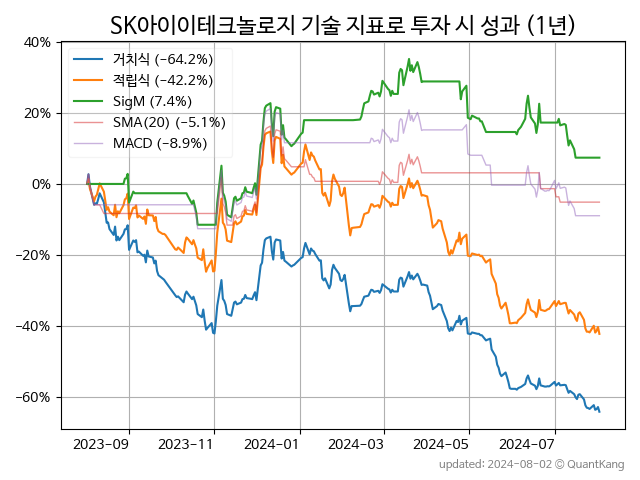 SK아이이테크놀로지 기술 지표로 투자 시 성과 (1년)
40%
20%
0%
−20%
−40%
−60%
거치식 (−64.2%)
적립식 (−42.2%)
SigM (7.4%)
SMA(20) (−5.1%)
MACD (−8.9%)
2023-09
2023-11
2024-01
2024-03
2024-05
2024-07
updated: 2024-08-02 © QuantKang